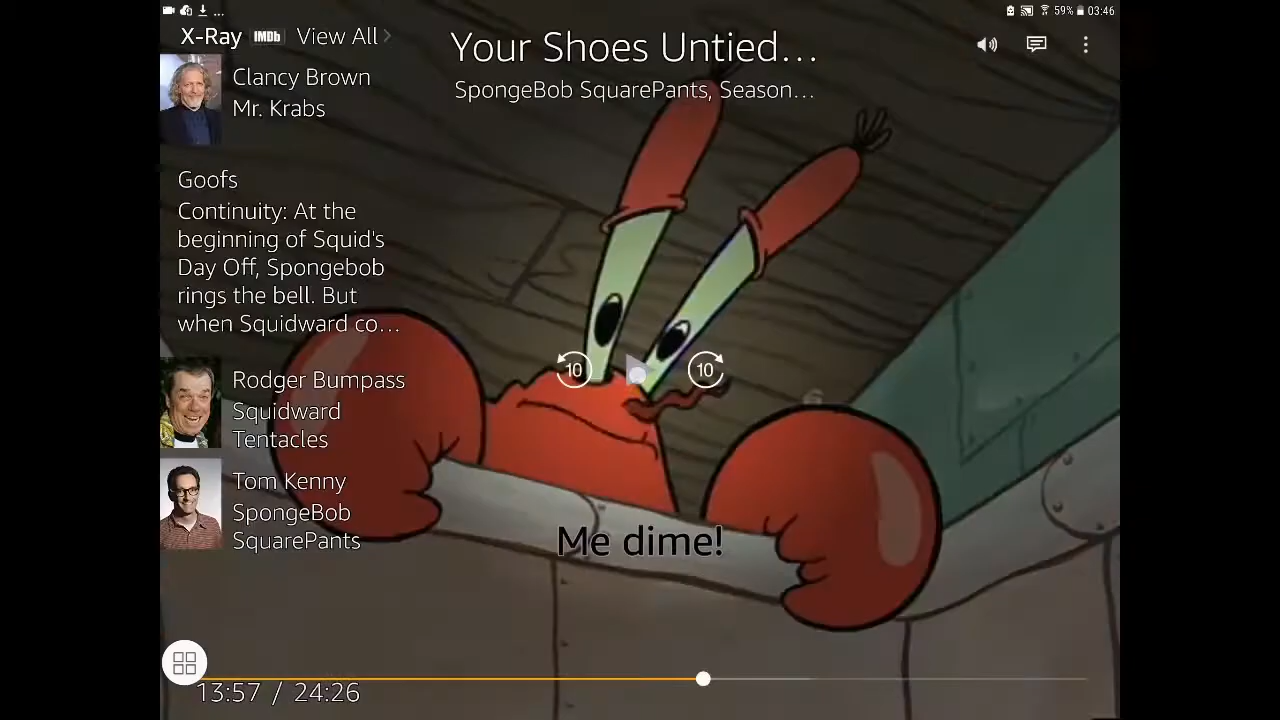 ...
59% 03:46
X-Ray IMDb View All
Your Shoes Untied...
SpongeBob SquarePants, Season...
Clancy Brown
Mr. Krabs
Goofs
Continuity: At the
beginning of Squid's
Day Off, Spongebob
rings the bell. But
when Squidward co...
10
10
Rodger Bumpass
Squidward
Tentacles
Tom Kenny
SpongeBob
SquarePants
Me dime!
13:57 / 24:26